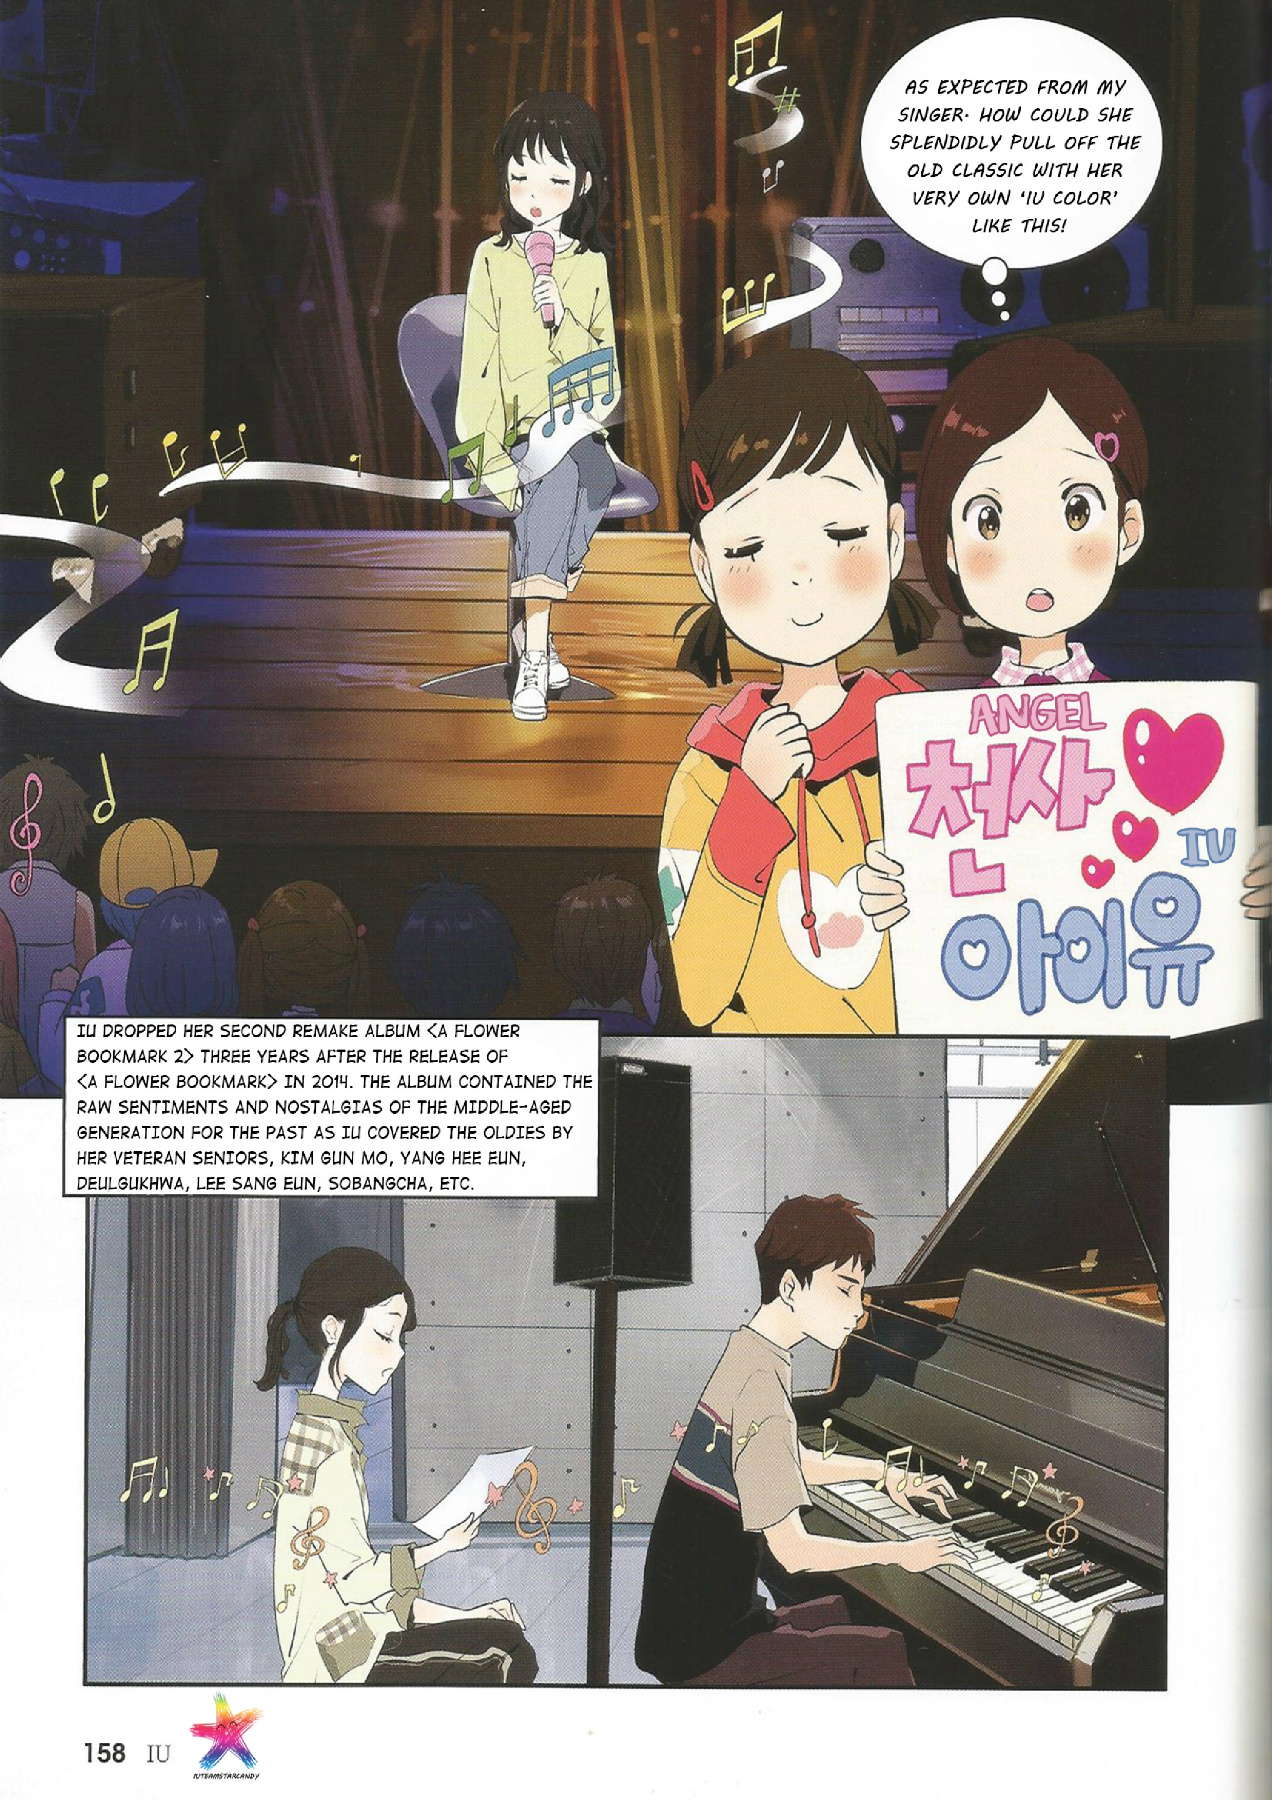 AS EXPECTED FROM MY
SINGER. HOW COULD SHE
SPLENDIDLY PULL OFF THE
OLD CLASSIC WITH HER
VERY OWN ‘IU COLOR’
LIKE THIS!
ANGEL
천사
IU
아이유
IU DROPPED HER SECOND REMAKE ALBUM <A FLOWER
BOOKMARK 2> THREE YEARS AFTER THE RELEASE OF
<A FLOWER BOOKMARK> IN 2014. THE ALBUM CONTAINED THE
RAW SENTIMENTS AND NOSTALGIAS OF THE MIDDLE-AGED
GENERATION FOR THE PAST AS IU COVERED THE OLDIES BY
HER VETERAN SENIORS, KIM GUN MO, YANG HEE EUN,
DEULGUKHWA, LEE SANG EUN, SOBANGCHA, ETC.
158 IU
IUTEAMSTARCANDY